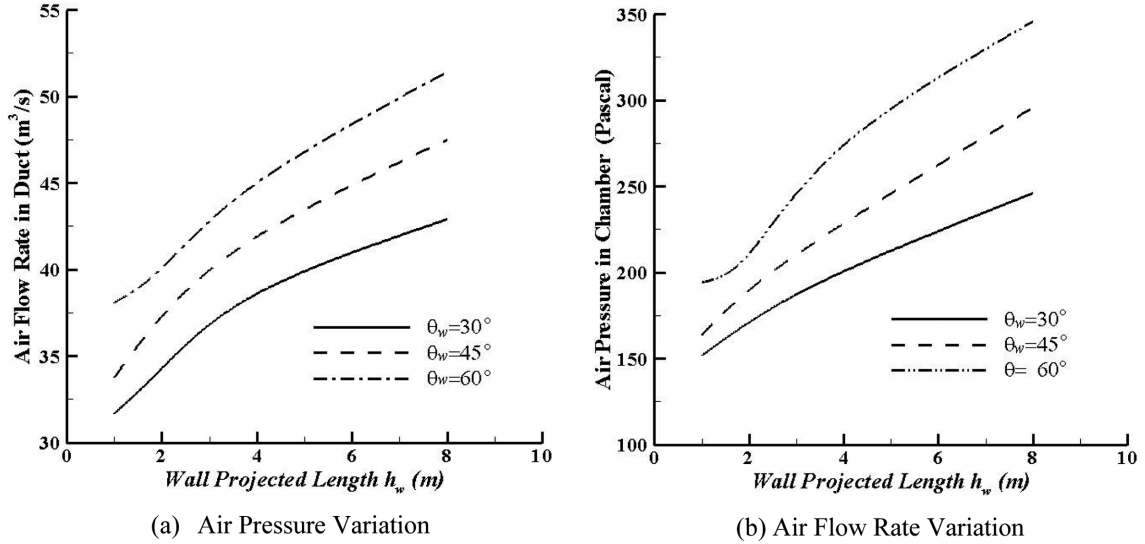 55
50
45
40
35
30
Air Flow Rate in Duct (m³/s)
θw=30°
θw=45°
θw=60°
0 2 4 6 8 10
Wall Projected Length hw (m)
(a) Air Pressure Variation
350
300
250
200
150
100
Air Pressure in Chamber (Pascal)
θw=30°
θw=45°
θ= 60°
0 2 4 6 8 10
Wall Projected Length hw (m)
(b) Air Flow Rate Variation